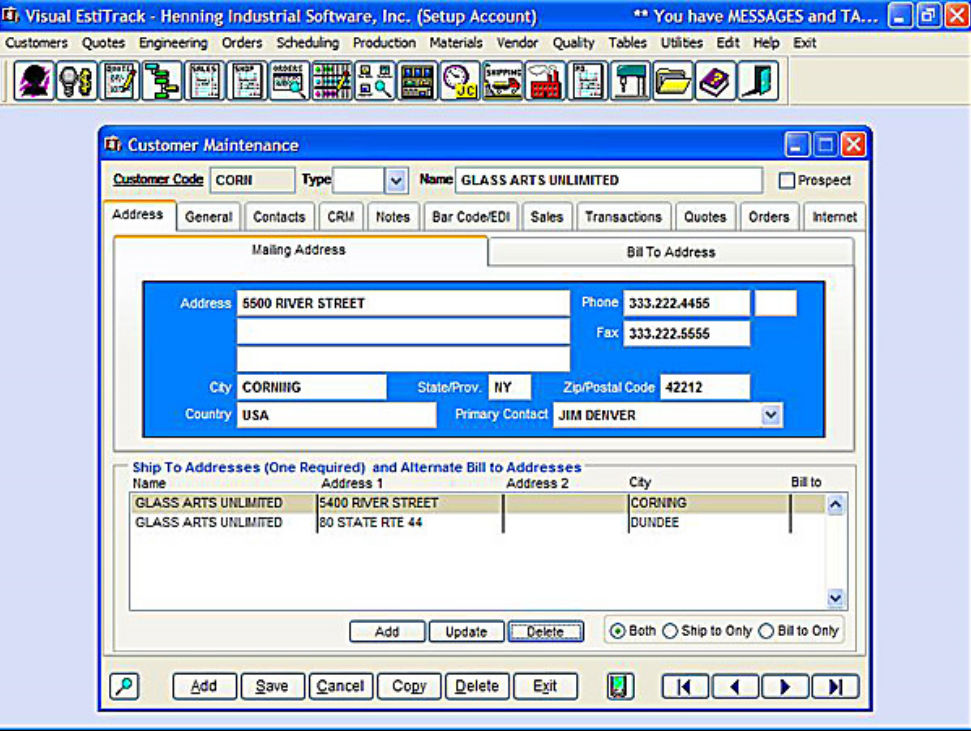 Visual EstiTrack - Henning Industrial Software, Inc. (Setup Account) ** You have MESSAGES and TA...
Customers Quotes Engineering Orders Scheduling Production Materials Vendor Quality Tables Utilities Edit Help Exit
QUOTE SALES SHOP ORDERS JC SHIPPING P.O.
Customer Maintenance
Customer Code CORN Type Name GLASS ARTS UNLIMITED Prospect
Address General Contacts CRM Notes Bar Code/EDI Sales Transactions Quotes Orders Internet
Mailing Address Bill To Address
Address 5500 RIVER STREET Phone 333.222.4455
Fax 333.222.5555
City CORNING State/Prov. NY Zip/Postal Code 42212
Country USA Primary Contact JIM DENVER
Ship To Addresses (One Required) and Alternate Bill to Addresses
Name Address 1 Address 2 City Bill to
GLASS ARTS UNLIMITED 5400 RIVER STREET CORNING
GLASS ARTS UNLIMITED 80 STATE RTE 44 DUNDEE
Add Update Delete Both Ship to Only Bill to Only
Add Save Cancel Copy Delete Exit